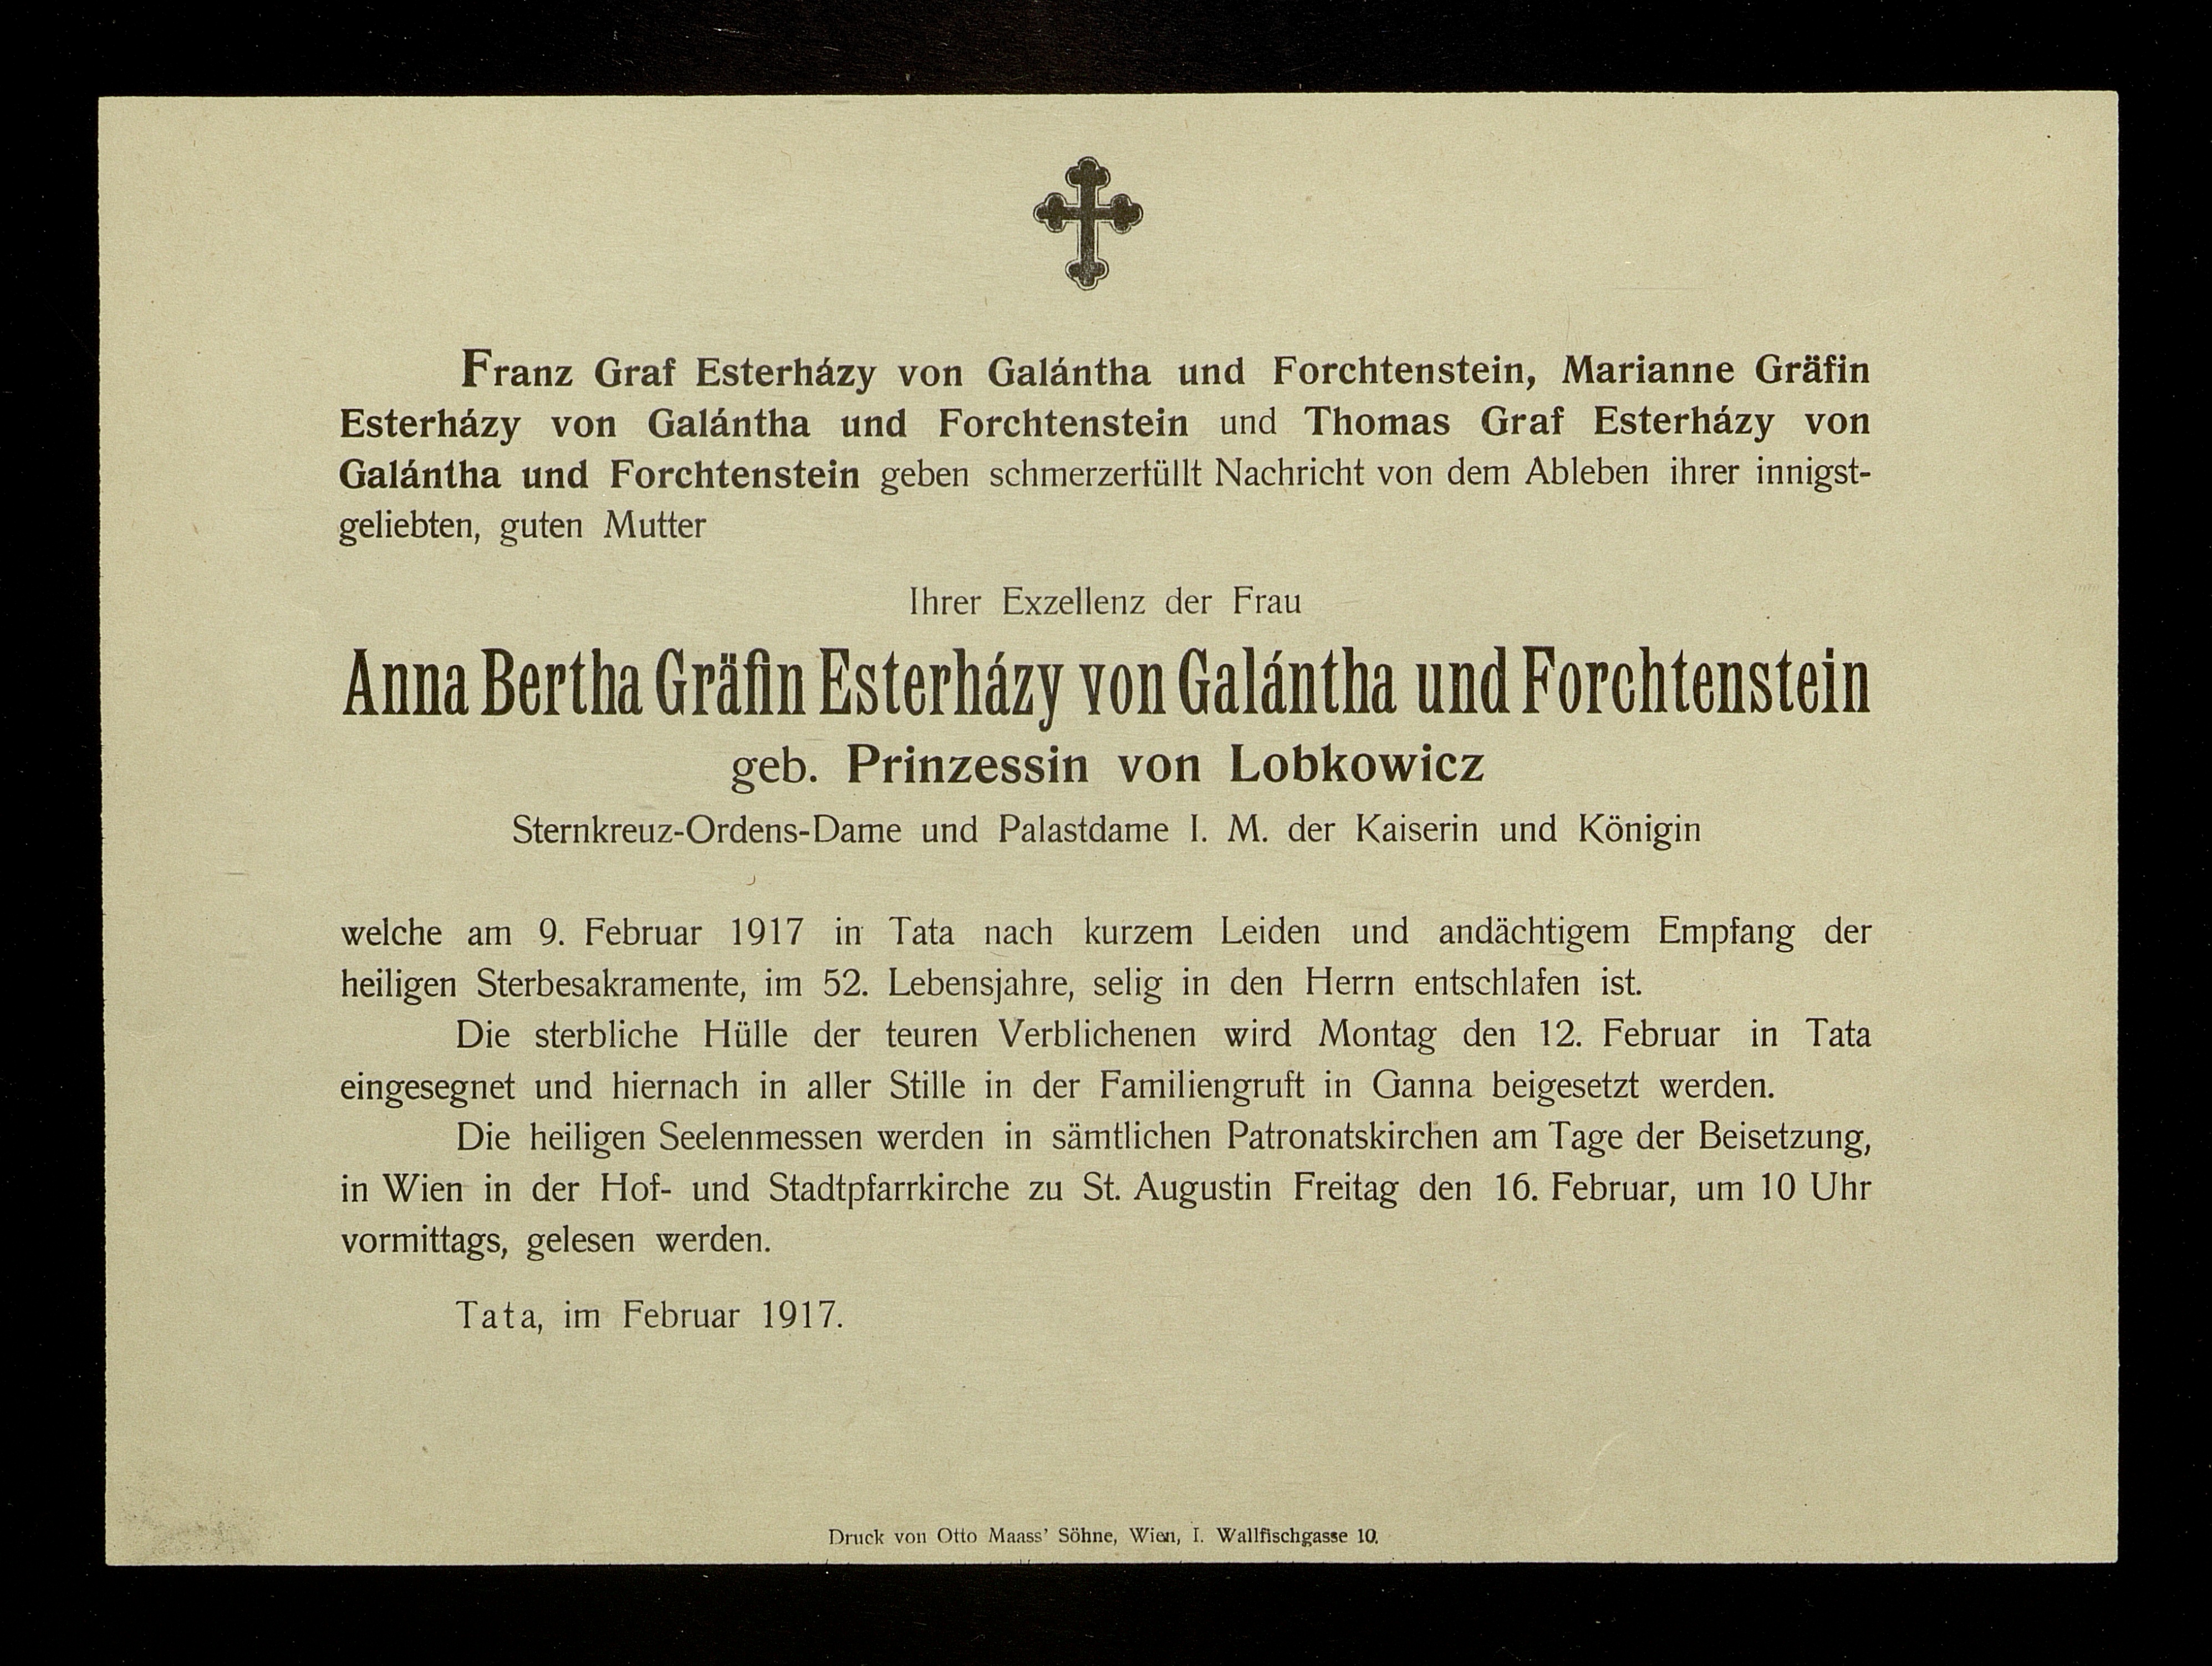 Franz Graf Esterházy von Galántha und Forchtenstein, Marianne Gräfin
Esterházy von Galántha und Forchtenstein und Thomas Graf Esterházy von
Galántha und Forchtenstein geben schmerzerfüllt Nachricht von dem Ableben ihrer innigst-
geliebten, guten Mutter
Ihrer Exzellenz der Frau
Anna Bertha Gräfin Esterházy von Galántha und Forchtenstein
geb. Prinzessin von Lobkowicz
Sternkreuz-Ordens-Dame und Palastdame I. M. der Kaiserin und Königin
welche am 9. Februar 1917 in Tata nach kurzem Leiden und andächtigem Empfang der
heiligen Sterbesakramente, im 52. Lebensjahre, selig in den Herrn entschlafen ist.
Die sterbliche Hülle der teuren Verblichenen wird Montag den 12. Februar in Tata
eingesegnet und hiernach in aller Stille in der Familiengruft in Ganna beigesetzt werden.
Die heiligen Seelenmessen werden in sämtlichen Patronatskirchen am Tage der Beisetzung,
in Wien in der Hof- und Stadtpfarrkirche zu St. Augustin Freitag den 16. Februar, um 10 Uhr
vormittags, gelesen werden.
Tata, im Februar 1917.
Druck von Otto Maass' Söhne, Wien, I. Wallfischgasse 10.